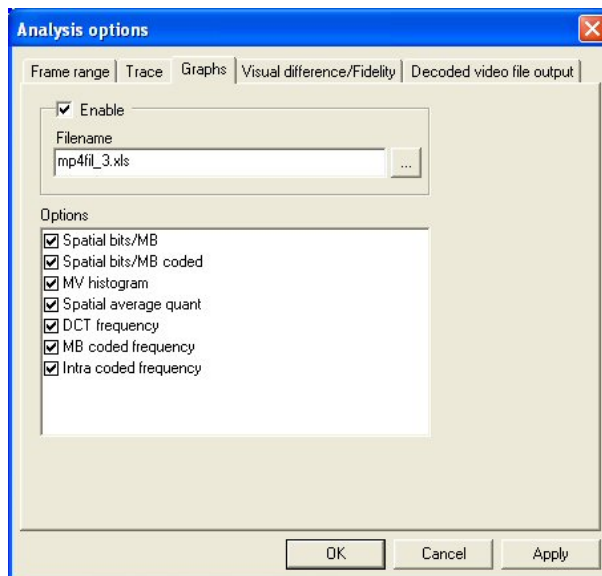 Analysis options
Frame range Trace Graphs Visual difference/Fidelity Decoded video file output
Enable
Filename
mp4fil_3.xls
...
Options
Spatial bits/MB
Spatial bits/MB coded
MV histogram
Spatial average quant
DCT frequency
MB coded frequency
Intra coded frequency
OK Cancel Apply